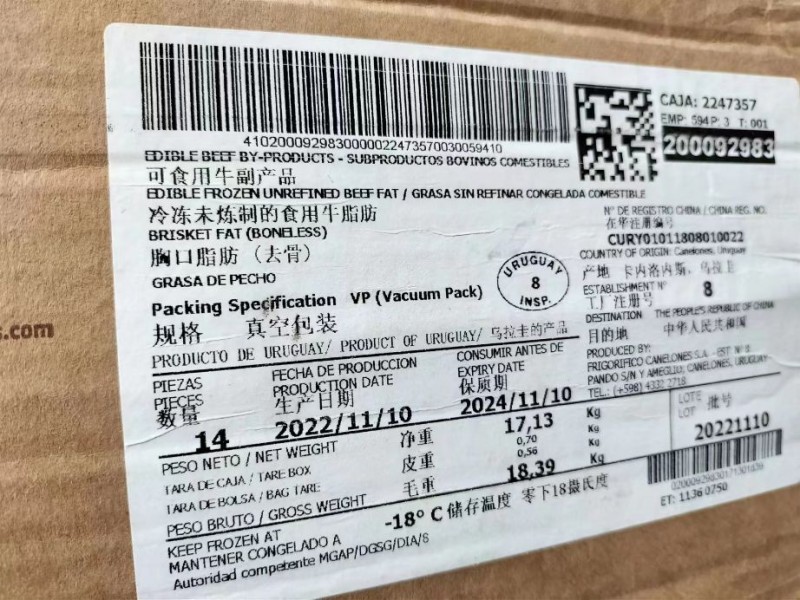 41020009298300000224735700300 59410
CAJA: 2247357
EMP: 594 P: 3 T: 001
200092983
EDIBLE BEEF BY-PRODUCTS - SUBPRODUCTOS BOVINOS COMESTIBLES
可食用牛副产品
EDIBLE FROZEN UNREFINED BEEF FAT / GRASA SIN REFINAR CONGELADA COMESTIBLE
冷冻未炼制的食用牛脂肪
BRISKET FAT (BONELESS)
胸口脂肪（去骨）
GRASA DE PECHO
Packing Specification VP (Vacuum Pack)
规格 真空包装
URUGUAY
8
INSP.
N° DE REGISTRO CHINA / CHINA REG. NO.
在华注册编号
CURY01011808010022
COUNTRY OF ORIGIN: Canelones, Uruguay
产地 卡内洛内斯，乌拉圭
ESTABLISHMENT N° 8
工厂注册号
DESTINATION THE PEOPLE'S REPUBLIC OF CHINA
目的地 中华人民共和国
PRODUCED BY:
FRIGORIFICO CANELONES S.A. - EST N° 8
PANDO S/N Y AMEGLIO, CANELONES, URUGUAY
TEL.: (+598) 4332 2718
PRODUCTO DE URUGUAY/ PRODUCT OF URUGUAY/ 乌拉圭的产品
PIEZAS
PIECES
数量
14
FECHA DE PRODUCCION
PRODUCTION DATE
生产日期
2022/11/10
CONSUMIR ANTES DE
EXPIRY DATE
保质期
2024/11/10
LOTE
LOT 批号
20221110
PESO NETO / NET WEIGHT 净重 17,13 Kg
TARA DE CAJA / TARE BOX 皮重 0,70 Kg
TARA DE BOLSA / BAG TARE 0,56 Kg
PESO BRUTO / GROSS WEIGHT 毛重 18,39 Kg
ET: 1136 0750
KEEP FROZEN AT
MANTENER CONGELADO A
-18° C 储存温度 零下18摄氏度
Autoridad competente MGAP/DGSG/DIA/8
s.com